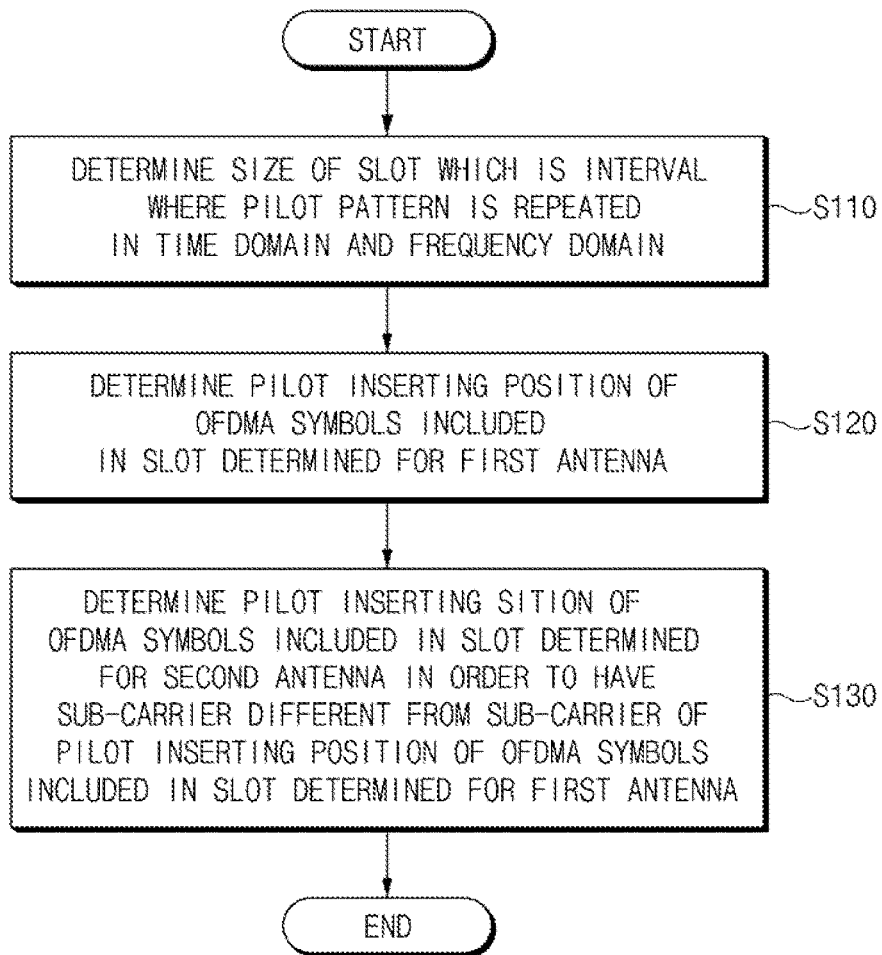 START
DETERMINE SIZE OF SLOT WHICH IS INTERVAL
WHERE PILOT PATTERN IS REPEATED
IN TIME DOMAIN AND FREQUENCY DOMAIN
S110
DETERMINE PILOT INSERTING POSITION OF
OFDMA SYMBOLS INCLUDED
IN SLOT DETERMINED FOR FIRST ANTENNA
S120
DETERMINE PILOT INSERTING SITION OF
OFDMA SYMBOLS INCLUDED IN SLOT DETERMINED
FOR SECOND ANTENNA IN ORDER TO HAVE
SUB-CARRIER DIFFERENT FROM SUB-CARRIER OF
PILOT INSERTING POSITION OF OFDMA SYMBOLS
INCLUDED IN SLOT DETERMINED FOR FIRST ANTENNA
S130
END